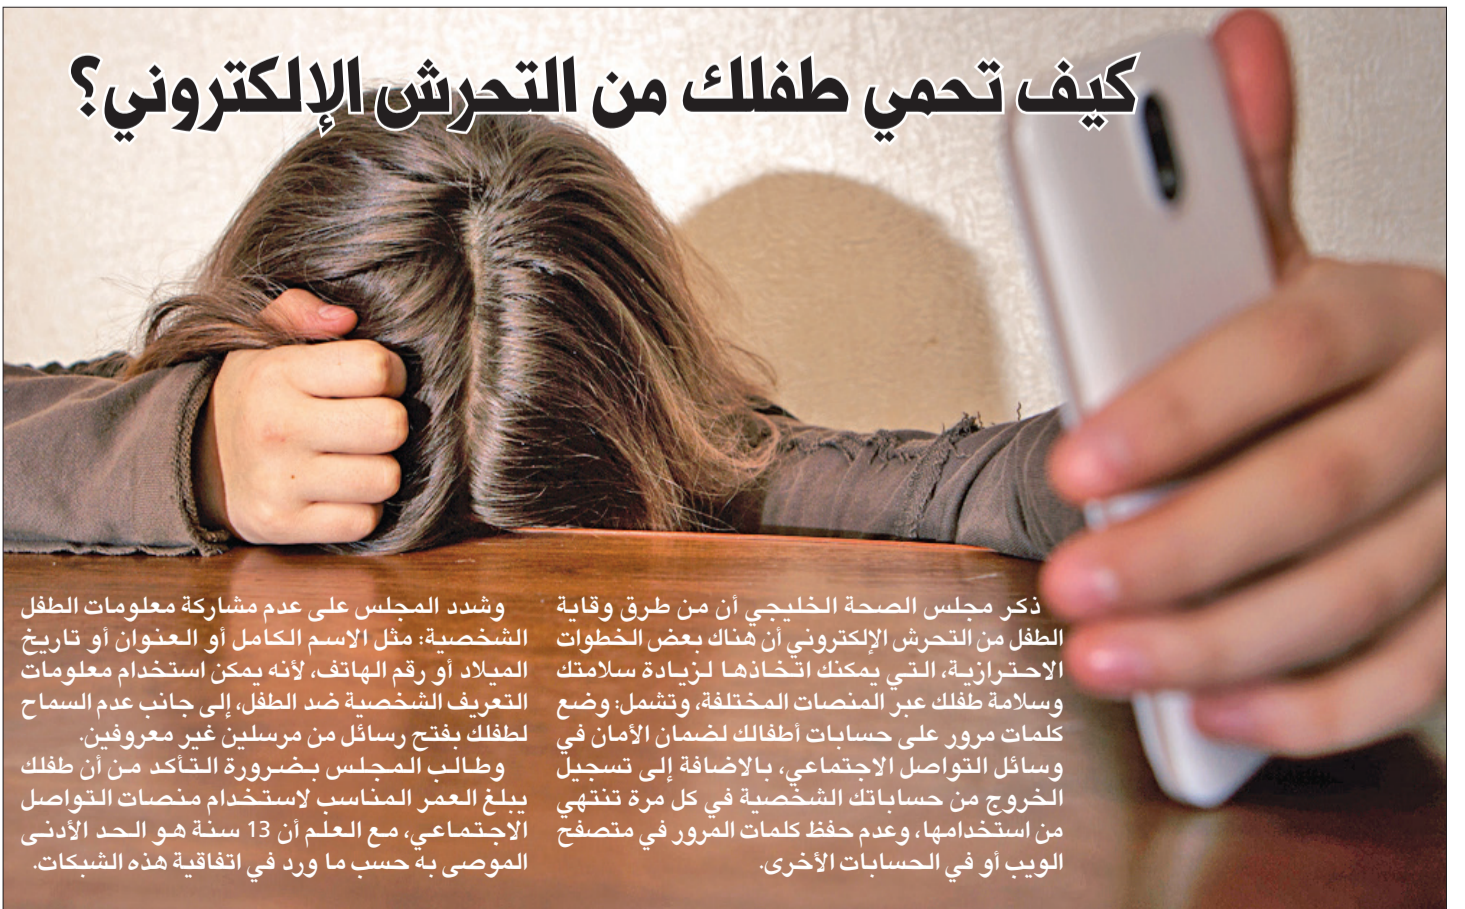 كيف تحمي طفلك من التحرش الإلكتروني؟
ذكر مجلس الصحة الخليجي أن من طرق وقاية
الطفل من التحرش الإلكتروني أن هناك بعض الخطوات
الاحترازية، التي يمكنك اتخاذها لزيادة سلامتك
وسلامة طفلك عبر المنصات المختلفة، وتشمل: وضع
كلمات مرور على حسابات أطفالك لضمان الأمان في
وسائل التواصل الاجتماعي، بالاضافة إلى تسجيل
الخروج من حساباتك الشخصية في كل مرة تنتهي
من استخدامها، وعدم حفظ كلمات المرور في متصفح
الويب أو في الحسابات الأخرى.
وشدد المجلس على عدم مشاركة معلومات الطفل
الشخصية: مثل الاسم الكامل أو العنوان أو تاريخ
الميلاد أو رقم الهاتف، لأنه يمكن استخدام معلومات
التعريف الشخصية ضد الطفل، إلى جانب عدم السماح
لطفلك بفتح رسائل من مرسلين غير معروفين.
وطالب المجلس بضرورة التأكد من أن طفلك
يبلغ العمر المناسب لاستخدام منصات التواصل
الاجتماعي، مع العلم أن 13 سنة هو الحد الأدنى
الموصى به حسب ما ورد في اتفاقية هذه الشبكات.